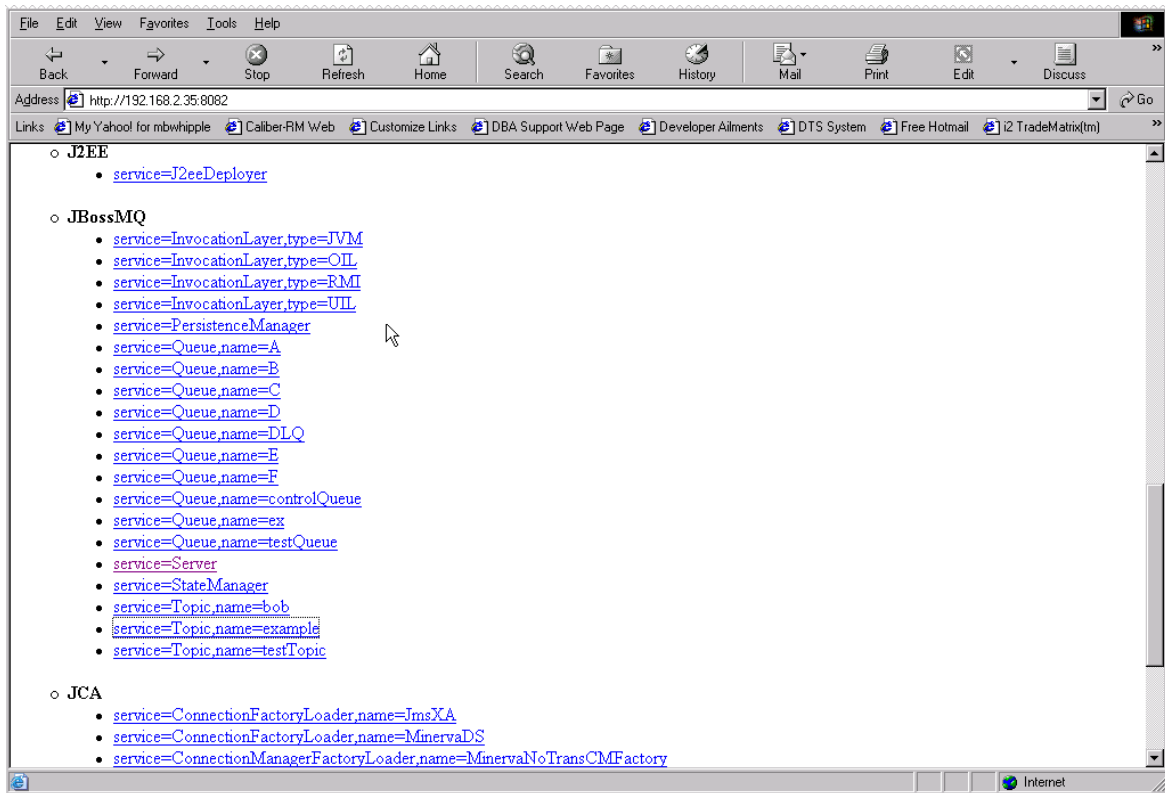 File Edit View Favorites Tools Help
»
Back Forward Stop Refresh Home Search Favorites History Mail Print Edit Discuss
Address http://192.168.2.35:8082 Go
Links My Yahoo! for mbwhipple Caliber-RM Web Customize Links DBA Support Web Page Developer Ailments DTS System Free Hotmail i2 TradeMatrix(tm) »
J2EE
service=J2eeDeployer
JBossMQ
service=InvocationLayer,type=JVM
service=InvocationLayer,type=OIL
service=InvocationLayer,type=RMI
service=InvocationLayer,type=UIL
service=PersistenceManager
service=Queue,name=A
service=Queue,name=B
service=Queue,name=C
service=Queue,name=D
service=Queue,name=DLQ
service=Queue,name=E
service=Queue,name=F
service=Queue,name=controlQueue
service=Queue,name=ex
service=Queue,name=testQueue
service=Server
service=StateManager
service=Topic,name=bob
service=Topic,name=example
service=Topic,name=testTopic
JCA
service=ConnectionFactoryLoader,name=JmsXA
service=ConnectionFactoryLoader,name=MinervaDS
service=ConnectionManagerFactoryLoader,name=MinervaNoTransCMFactory
Internet